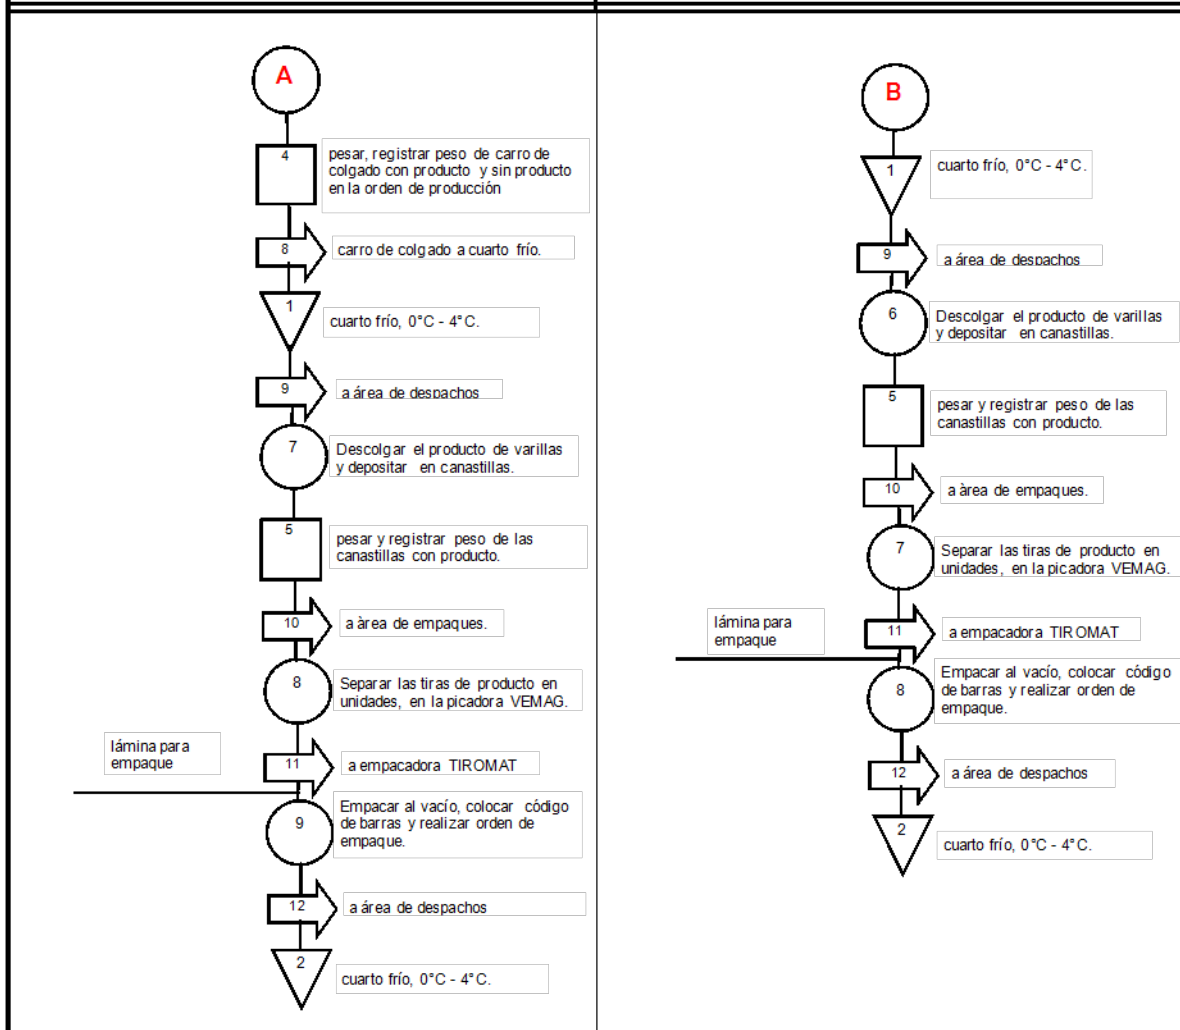 A
4
pesar, registrar peso de carro de
colgado con producto y sin producto
en la orden de producción
8
carro de colgado a cuarto frío.
1
cuarto frío, 0°C - 4°C.
9
a área de despachos
7
Descolgar el producto de varillas
y depositar en canastillas.
5
pesar y registrar peso de las
canastillas con producto.
10
a àrea de empaques.
8
Separar las tiras de producto en
unidades, en la picadora VEMAG.
lámina para
empaque
11
a empacadora TIROMAT
9
Empacar al vacío, colocar código
de barras y realizar orden de
empaque.
12
a área de despachos
2
cuarto frío, 0°C - 4°C.
B
1
cuarto frío, 0°C - 4°C.
9
a área de despachos
6
Descolgar el producto de varillas
y depositar en canastillas.
5
pesar y registrar peso de las
canastillas con producto.
10
a àrea de empaques.
7
Separar las tiras de producto en
unidades, en la picadora VEMAG.
lámina para
empaque
11
a empacadora TIROMAT
8
Empacar al vacío, colocar código
de barras y realizar orden de
empaque.
12
a área de despachos
2
cuarto frío, 0°C - 4°C.